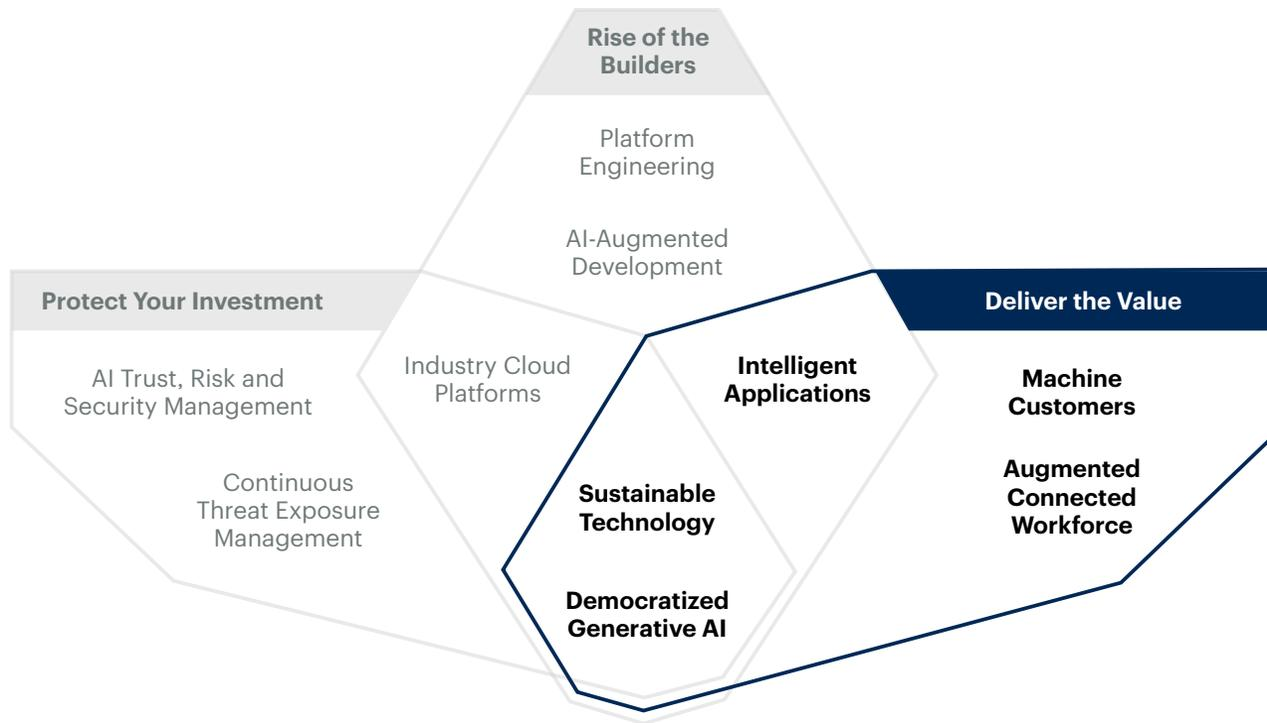 Rise of the
Builders
Platform
Engineering
AI-Augmented
Development
Protect Your Investment
AI Trust, Risk and
Security Management
Continuous
Threat Exposure
Management
Industry Cloud
Platforms
Sustainable
Technology
Democratized
Generative AI
Intelligent
Applications
Deliver the Value
Machine
Customers
Augmented
Connected
Workforce